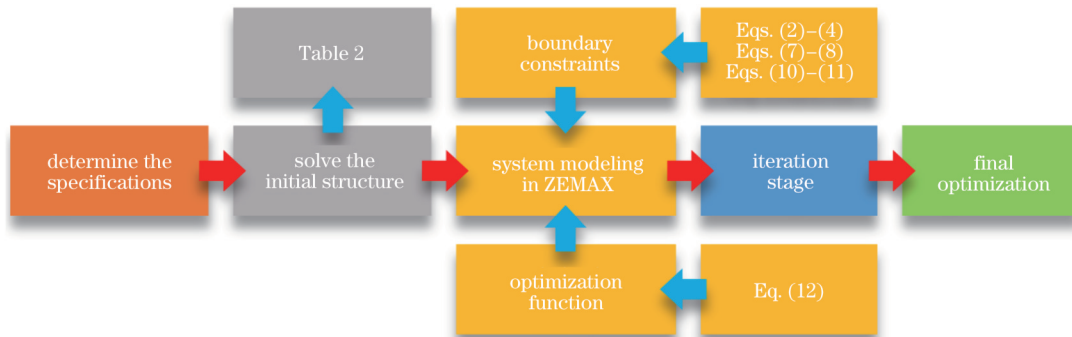 Table 2
boundary
constraints
Eqs. (2)–(4)
Eqs. (7)–(8)
Eqs. (10)–(11)
determine the
specifications
solve the
initial structure
system modeling
in ZEMAX
iteration
stage
final
optimization
optimization
function
Eq. (12)